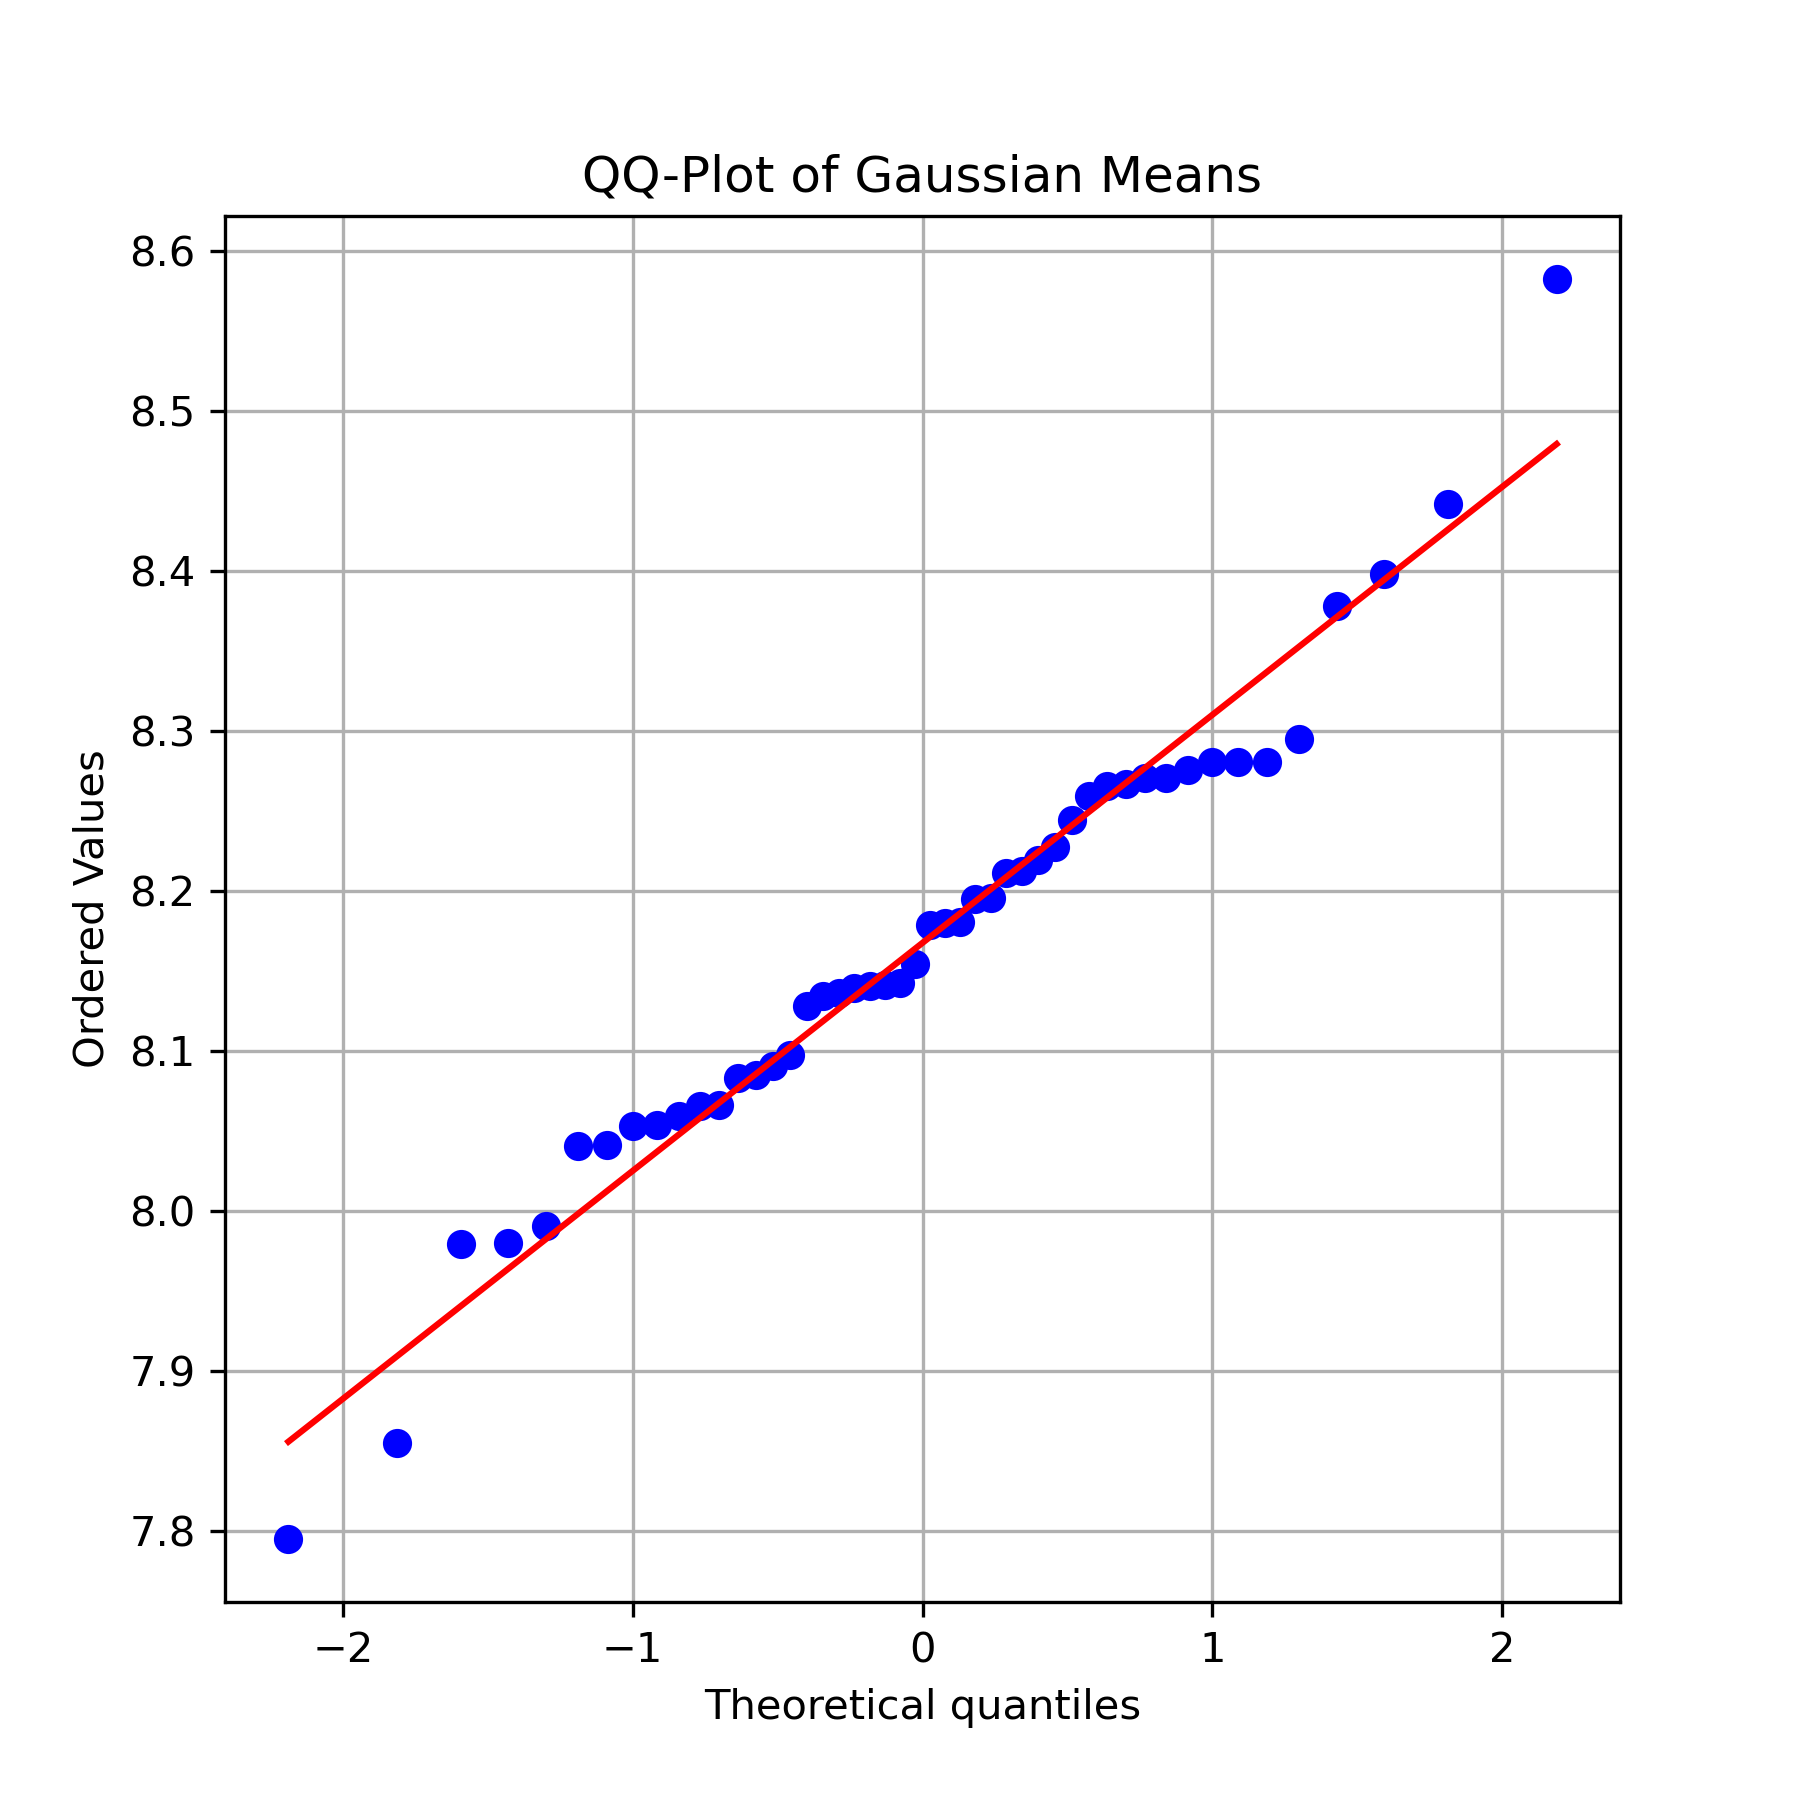 QQ-Plot of Gaussian Means
8.6
8.5
8.4
8.3
8.2
8.1
8.0
7.9
7.8
Ordered Values
−2 −1 0 1 2
Theoretical quantiles